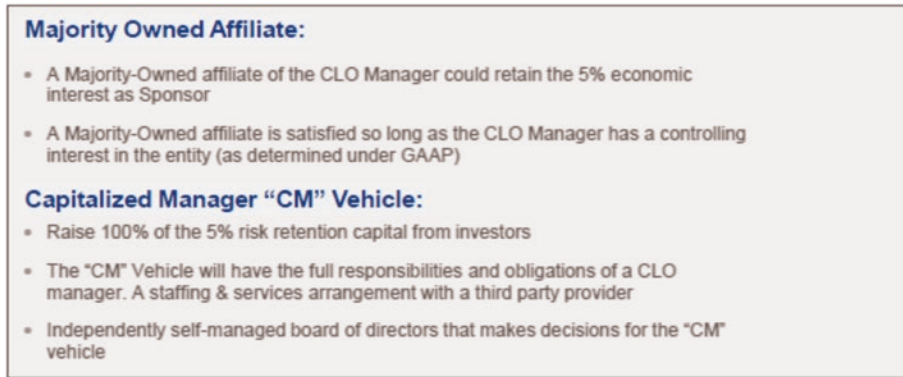 Majority Owned Affiliate:
• A Majority-Owned affiliate of the CLO Manager could retain the 5% economic
interest as Sponsor
• A Majority-Owned affiliate is satisfied so long as the CLO Manager has a controlling
interest in the entity (as determined under GAAP)
Capitalized Manager “CM” Vehicle:
• Raise 100% of the 5% risk retention capital from investors
• The “CM” Vehicle will have the full responsibilities and obligations of a CLO
manager. A staffing & services arrangement with a third party provider
• Independently self-managed board of directors that makes decisions for the “CM”
vehicle